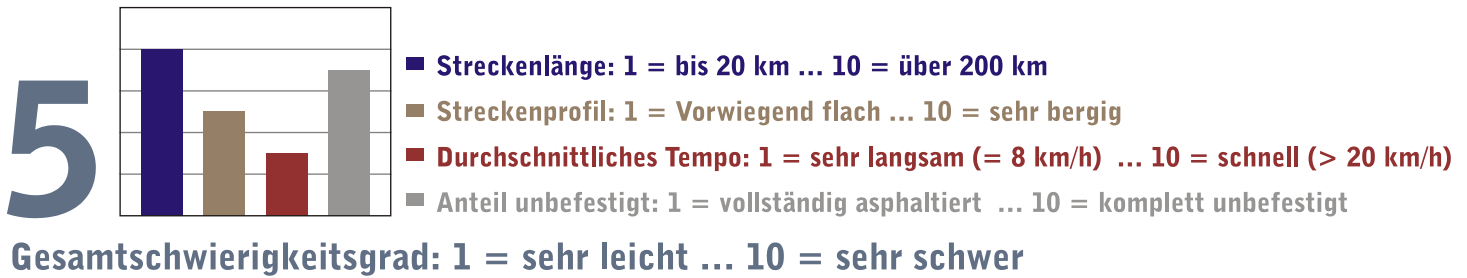 5
Streckenlänge: 1 = bis 20 km ... 10 = über 200 km
Streckenprofil: 1 = Vorwiegend flach ... 10 = sehr bergig
Durchschnittliches Tempo: 1 = sehr langsam (= 8 km/h) ... 10 = schnell (> 20 km/h)
Anteil unbefestigt: 1 = vollständig asphaltiert ... 10 = komplett unbefestigt
Gesamtschwierigkeitsgrad: 1 = sehr leicht ... 10 = sehr schwer